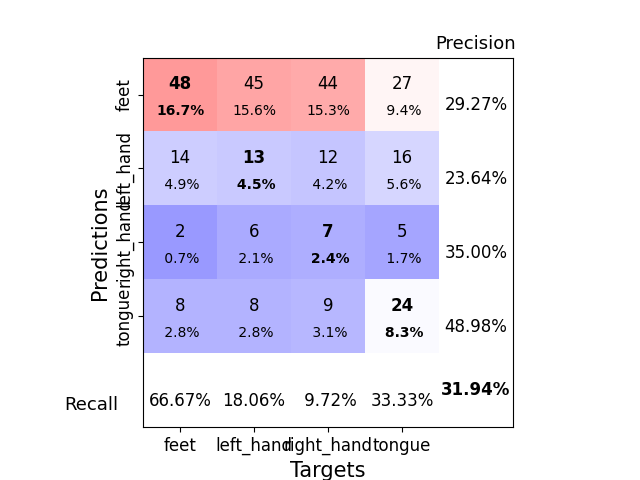 Precision
feet 48 45 44 27 29.27%
16.7% 15.6% 15.3% 9.4%
left_hand 14 13 12 16 23.64%
4.9% 4.5% 4.2% 5.6%
Predictions
right_hand 2 6 7 5 35.00%
0.7% 2.1% 2.4% 1.7%
tongue 8 8 9 24 48.98%
2.8% 2.8% 3.1% 8.3%
Recall 66.67% 18.06% 9.72% 33.33% 31.94%
feet left_hand right_hand tongue
Targets